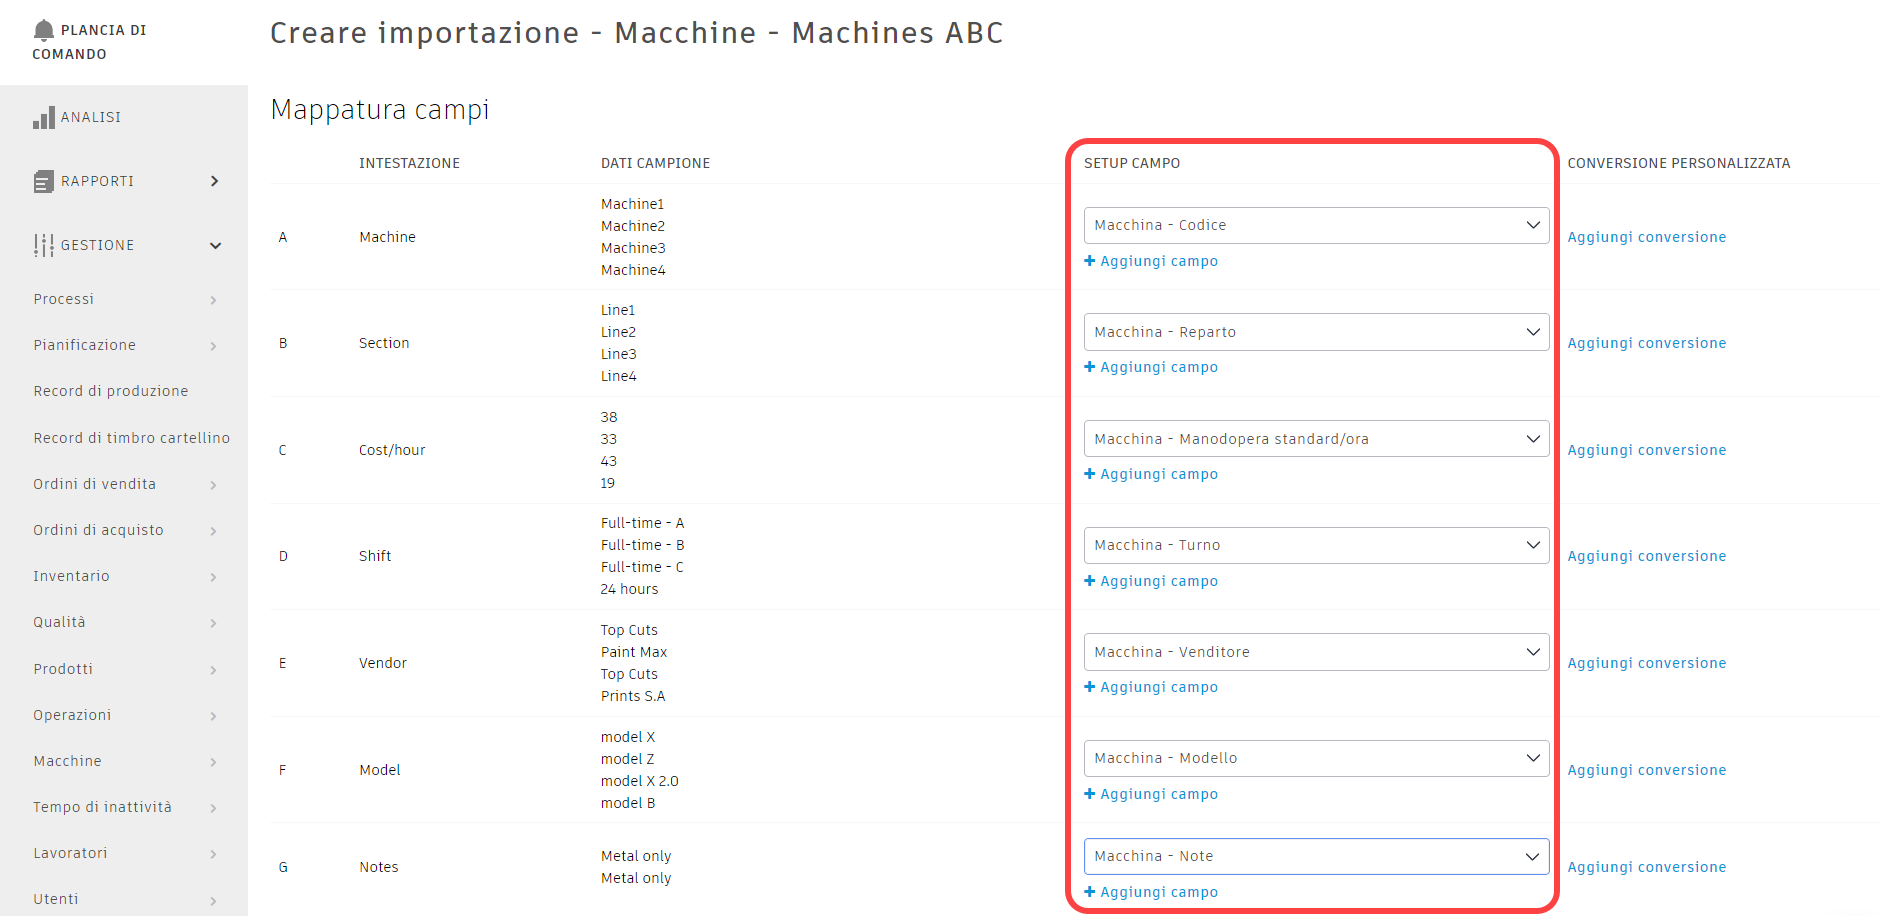 PLANCIA DI
COMANDO
ANALISI
RAPPORTI
GESTIONE
Processi
Pianificazione
Record di produzione
Record di timbro cartellino
Ordini di vendita
Ordini di acquisto
Inventario
Qualità
Prodotti
Operazioni
Macchine
Tempo di inattività
Lavoratori
Utenti
Creare importazione - Macchine - Machines ABC
Mappatura campi
INTESTAZIONE DATI CAMPIONE SETUP CAMPO CONVERSIONE PERSONALIZZATA
A Machine
Machine1
Machine2
Machine3
Machine4
Macchina - Codice
+ Aggiungi campo
Aggiungi conversione
B Section
Line1
Line2
Line3
Line4
Macchina - Reparto
+ Aggiungi campo
Aggiungi conversione
C Cost/hour
38
33
43
19
Macchina - Manodopera standard/ora
+ Aggiungi campo
Aggiungi conversione
D Shift
Full-time - A
Full-time - B
Full-time - C
24 hours
Macchina - Turno
+ Aggiungi campo
Aggiungi conversione
E Vendor
Top Cuts
Paint Max
Top Cuts
Prints S.A
Macchina - Venditore
+ Aggiungi campo
Aggiungi conversione
F Model
model X
model Z
model X 2.0
model B
Macchina - Modello
+ Aggiungi campo
Aggiungi conversione
G Notes
Metal only
Metal only
Macchina - Note
+ Aggiungi campo
Aggiungi conversione